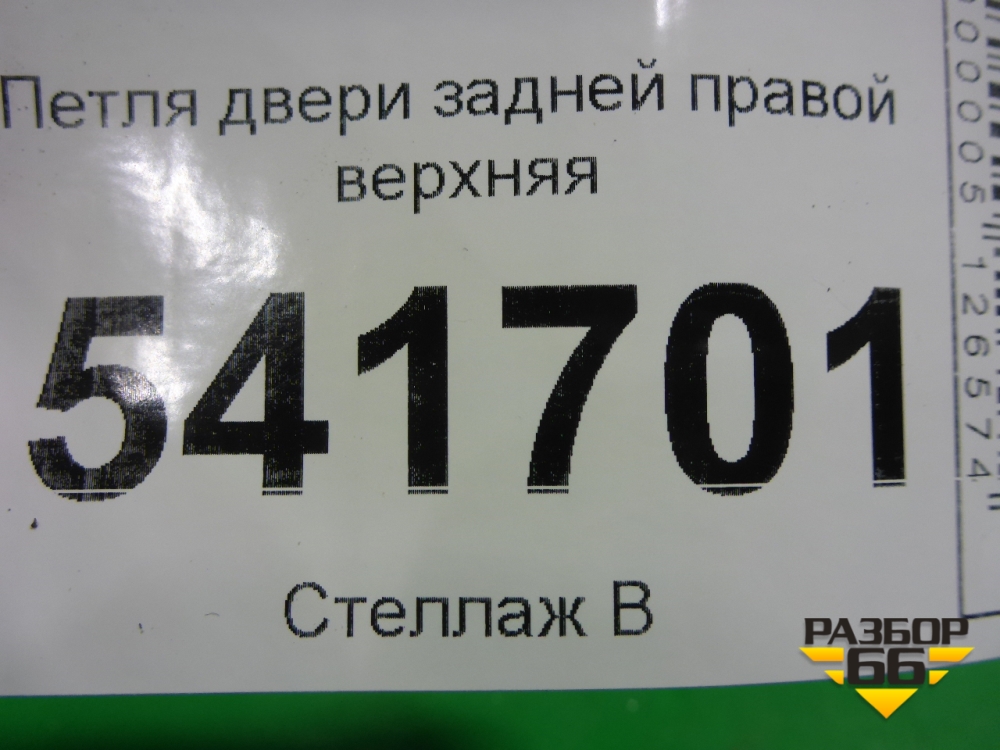 Петля двери задней правой
верхняя
541701
Стеллаж В
РАЗБОР
66